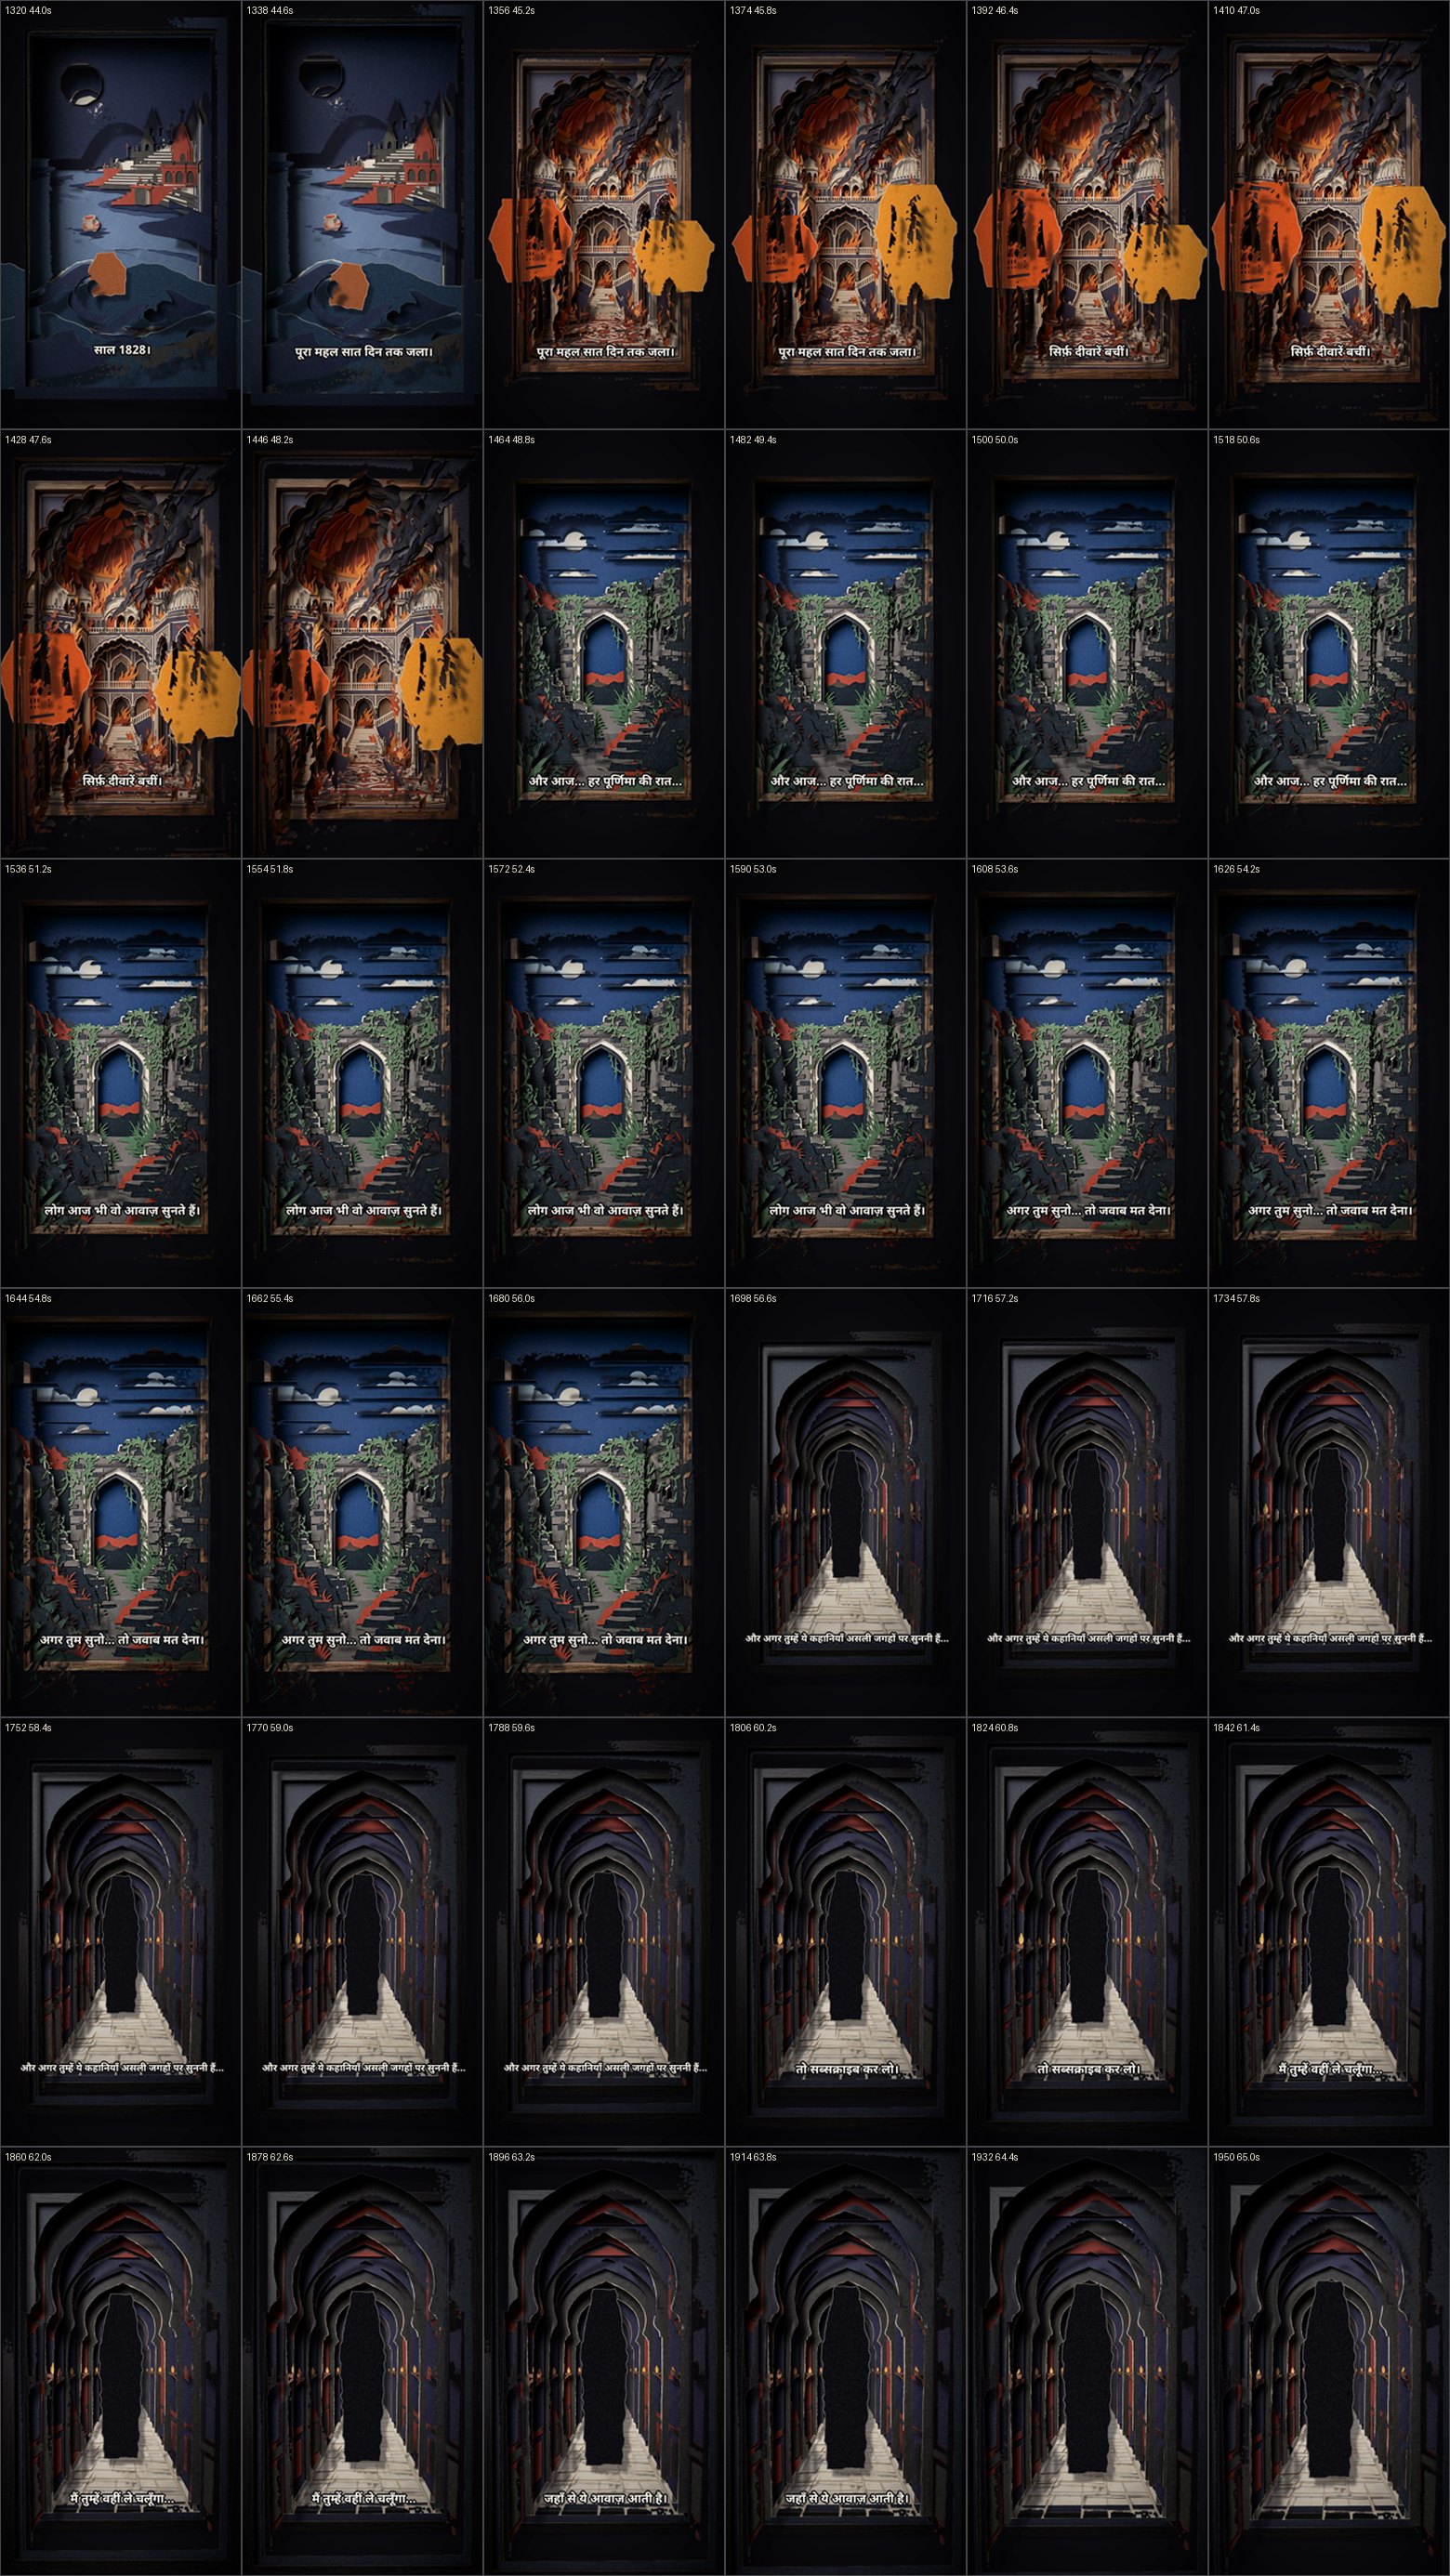 1320 44.0s
साल 1828।
1338 44.6s
पूरा महल सात दिन तक जला।
1356 45.2s
पूरा महल सात दिन तक जला।
1374 45.8s
पूरा महल सात दिन तक जला।
1392 46.4s
सिर्फ़ दीवारें बचीं।
1410 47.0s
सिर्फ़ दीवारें बचीं।
1428 47.6s
सिर्फ़ दीवारें बचीं।
1446 48.2s
1464 48.8s
और आज... हर पूर्णिमा की रात...
1482 49.4s
और आज... हर पूर्णिमा की रात...
1500 50.0s
और आज... हर पूर्णिमा की रात...
1518 50.6s
और आज... हर पूर्णिमा की रात...
1536 51.2s
लोग आज भी वो आवाज़ सुनते हैं।
1554 51.8s
लोग आज भी वो आवाज़ सुनते हैं।
1572 52.4s
लोग आज भी वो आवाज़ सुनते हैं।
1590 53.0s
लोग आज भी वो आवाज़ सुनते हैं।
1608 53.6s
अगर तुम सुनो... तो जवाब मत देना।
1626 54.2s
अगर तुम सुनो... तो जवाब मत देना।
1644 54.8s
अगर तुम सुनो... तो जवाब मत देना।
1662 55.4s
अगर तुम सुनो... तो जवाब मत देना।
1680 56.0s
अगर तुम सुनो... तो जवाब मत देना।
1698 56.6s
और अगर तुम्हें ये कहानियाँ असली जगहों पर सुननी हैं...
1716 57.2s
और अगर तुम्हें ये कहानियाँ असली जगहों पर सुननी हैं...
1734 57.8s
और अगर तुम्हें ये कहानियाँ असली जगहों पर सुननी हैं...
1752 58.4s
और अगर तुम्हें ये कहानियाँ असली जगहों पर सुननी हैं...
1770 59.0s
और अगर तुम्हें ये कहानियाँ असली जगहों पर सुननी हैं...
1788 59.6s
और अगर तुम्हें ये कहानियाँ असली जगहों पर सुननी हैं...
1806 60.2s
तो सब्सक्राइब कर लो।
1824 60.8s
तो सब्सक्राइब कर लो।
1842 61.4s
मैं तुम्हें वहीं ले चलूँगा...
1860 62.0s
मैं तुम्हें वहीं ले चलूँगा...
1878 62.6s
मैं तुम्हें वहीं ले चलूँगा...
1896 63.2s
जहाँ से ये आवाज़ आती है।
1914 63.8s
जहाँ से ये आवाज़ आती है।
1932 64.4s
1950 65.0s